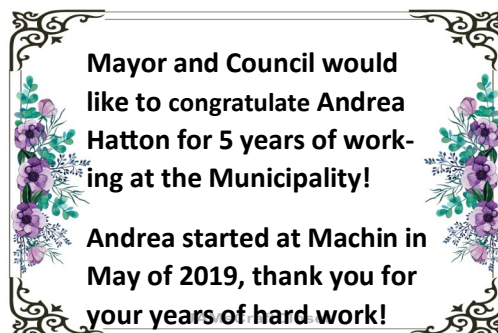 Mayor and Council would
like to congratulate Andrea
Hatton for 5 years of work-
ing at the Municipality!
Andrea started at Machin in
May of 2019, thank you for
your years of hard work!